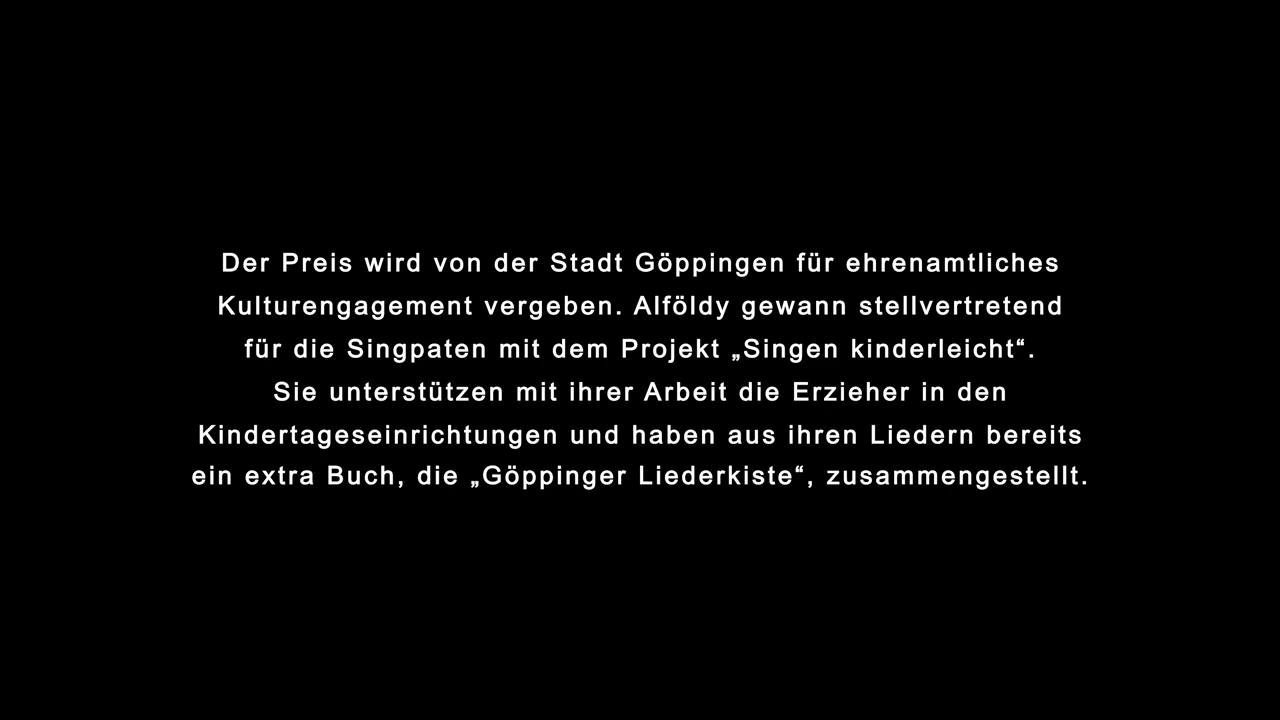 Der Preis wird von der Stadt Göppingen für ehrenamtliches
Kulturengagement vergeben. Alföldy gewann stellvertretend
für die Singpaten mit dem Projekt „Singen kinderleicht“.
Sie unterstützen mit ihrer Arbeit die Erzieher in den
Kindertageseinrichtungen und haben aus ihren Liedern bereits
ein extra Buch, die „Göppinger Liederkiste“, zusammengestellt.